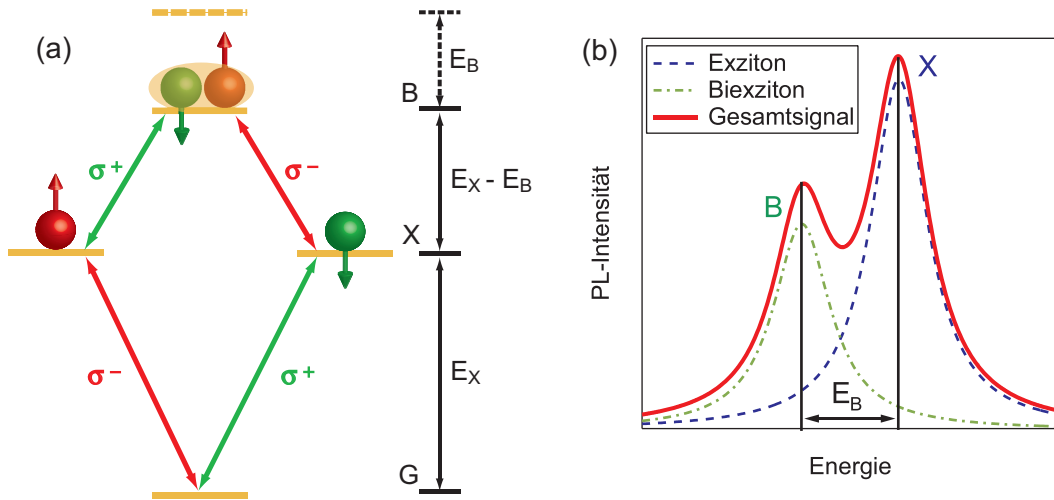 (a)
E_B
B
σ+
σ−
E_X - E_B
X
σ−
σ+
E_X
G
(b)
Exziton
Biexziton
Gesamtsignal
X
B
E_B
PL-Intensität
Energie